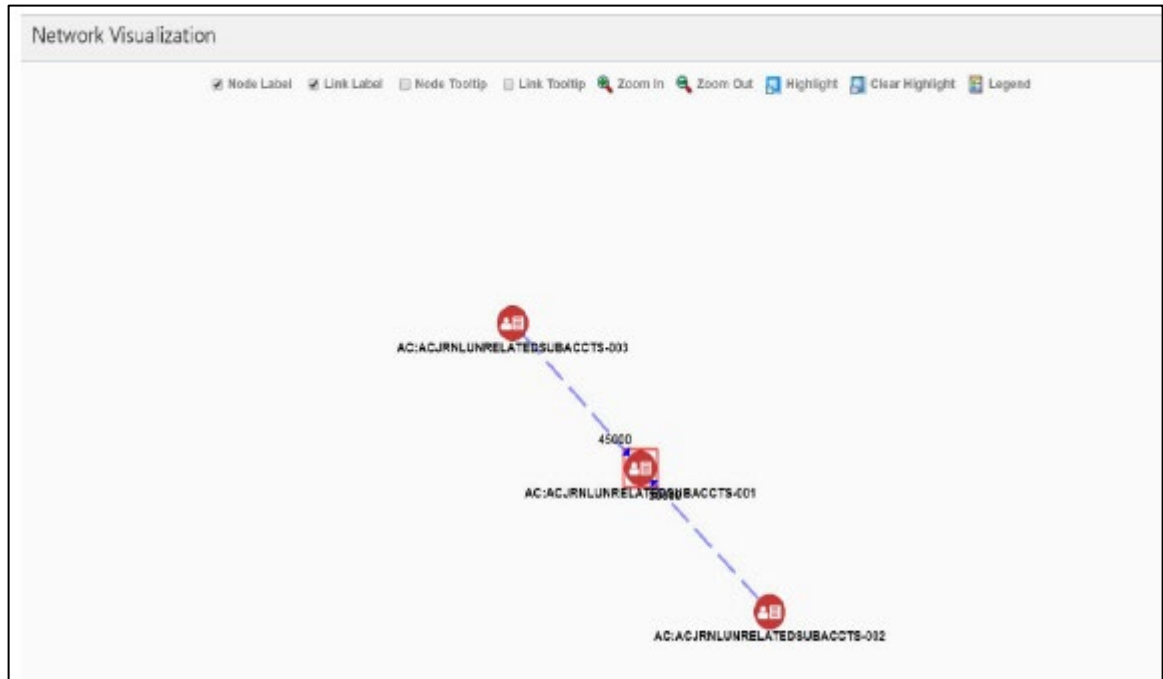 Network Visualization
Node Label Link Label Node Tooltip Link Tooltip Zoom In Zoom Out Highlight Clear Highlight Legend
AC:ACJRNLUNRELATEDSUBACCTS-003
45000
AC:ACJRNLUNRELATEDSUBACCTS-001
AC:ACJRNLUNRELATEDSUBACCTS-002